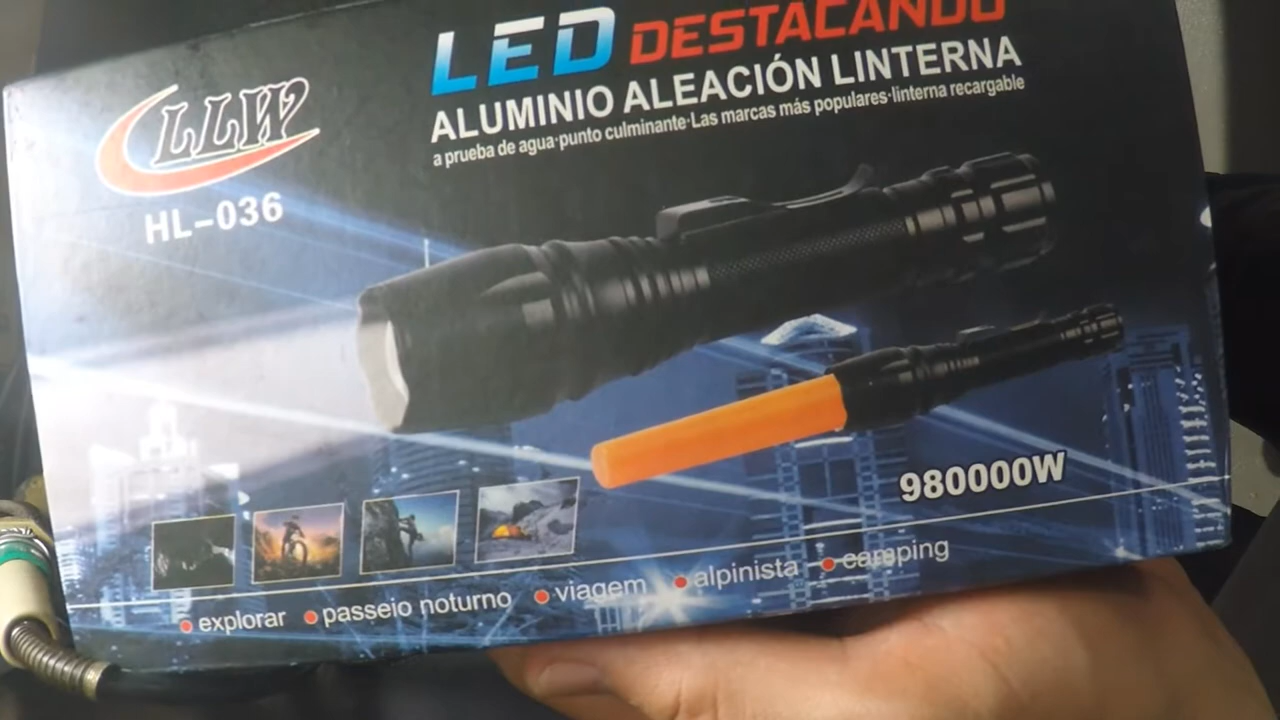 LED DESTACANDO
ALUMINIO ALEACIÓN LINTERNA
a prueba de agua·punto culminante·Las marcas más populares·linterna recargable
LLW
HL-036
980000W
explorar
passeio noturno
viagem
alpinista
camping